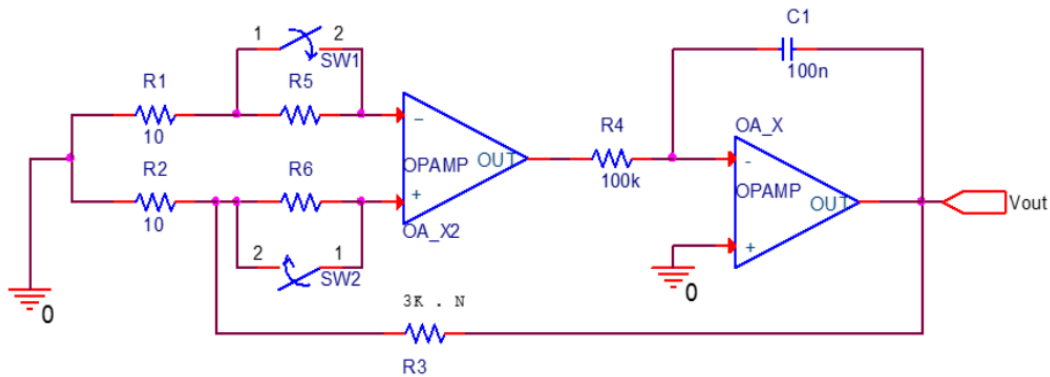 C1
100n
1 2
SW1
R1
10
R5
R2
10
R6
-
OPAMP OUT
+
OA_X2
R4
100k
OA_X
-
OPAMP
OUT
+
Vout
0
0
2 1
SW2
3K . N
R3